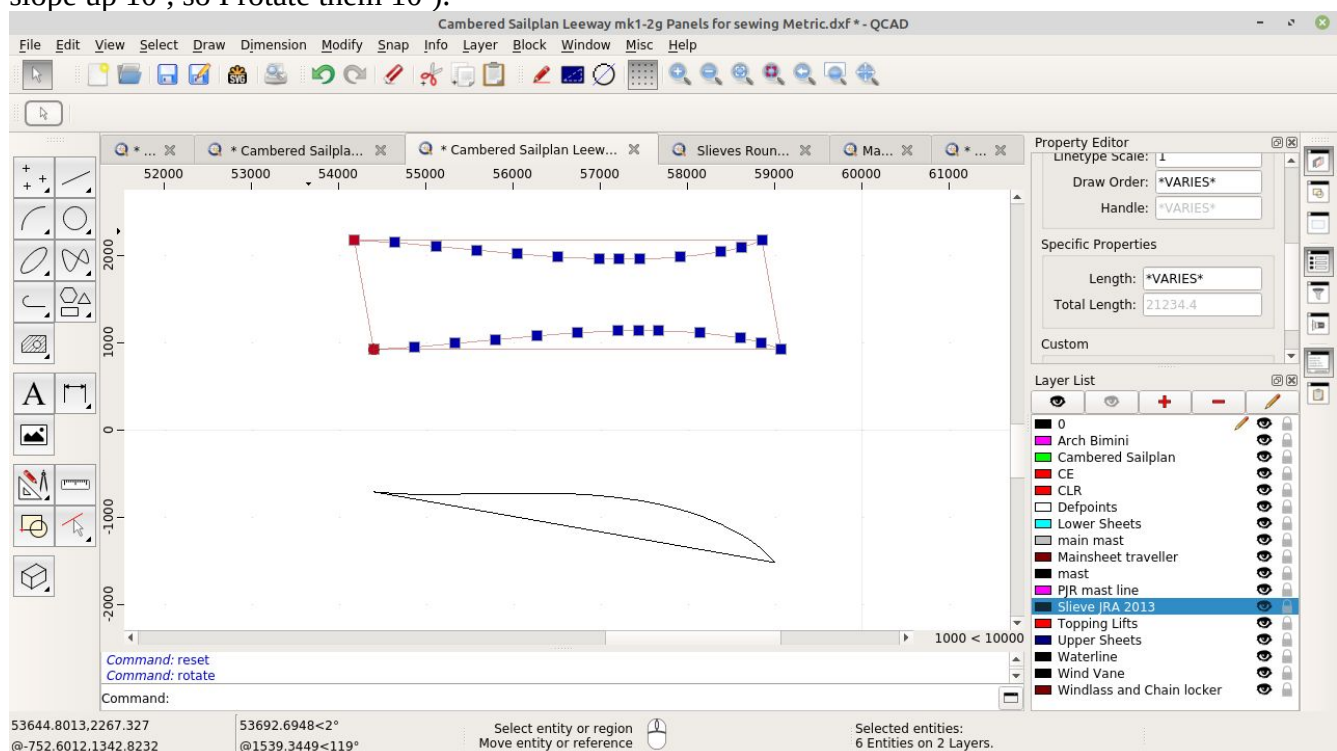 slope up 10°, so I rotate them 10°).
Cambered Sailplan Leeway mk1-2g Panels for sewing Metric.dxf * - QCAD
File Edit View Select Draw Dimension Modify Snap Info Layer Block Window Misc Help
SVG
* ... * Cambered Sailpla... * Cambered Sailplan Leew... Slieves Roun... Ma... * ...
52000 53000 54000 55000 56000 57000 58000 59000 60000 61000
2000
1000
0
-1000
-2000
1000 < 10000
Property Editor
Linetype Scale: 1
Draw Order: *VARIES*
Handle: *VARIES*
Specific Properties
Length: *VARIES*
Total Length: 21234.4
Custom
Layer List
0
Arch Bimini
Cambered Sailplan
CE
CLR
Defpoints
Lower Sheets
main mast
Mainsheet traveller
mast
PJR mast line
Slieve JRA 2013
Topping Lifts
Upper Sheets
Waterline
Wind Vane
Windlass and Chain locker
A
Command: reset
Command: rotate
Command:
53644.8013,2267.327 53692.6948<2° Select entity or region Selected entities:
@-752.6012,1342.8232 @1539.3449<119° Move entity or reference 6 Entities on 2 Layers.